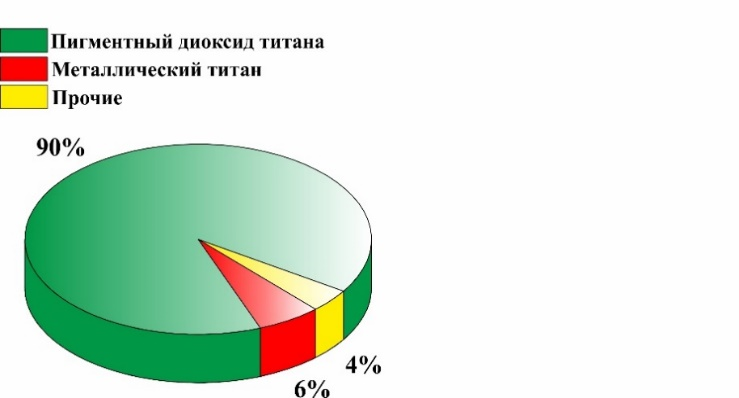 Пигментный диоксид титана
Металлический титан
Прочие
90%
4%
6%